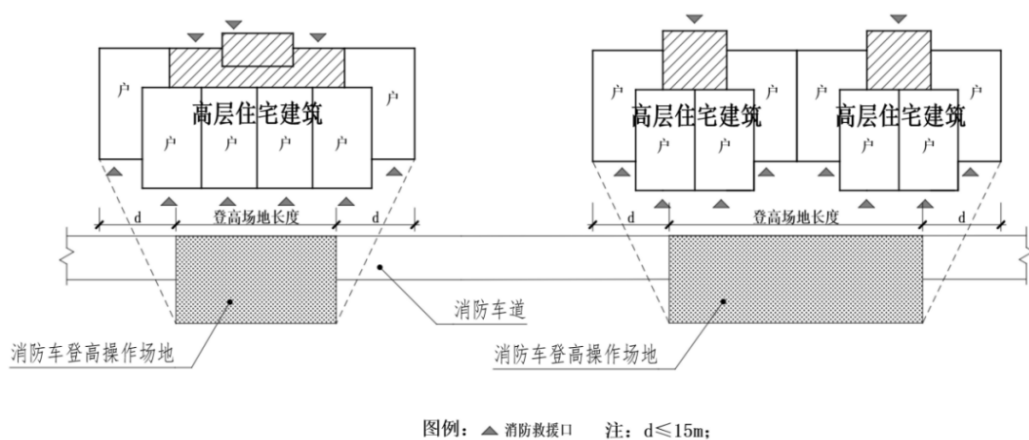 户 户 户 户
高层住宅建筑 高层住宅建筑 高层住宅建筑
户 户 户 户 户 户 户 户
户 户
d 登高场地长度 d d 登高场地长度 d
消防车道
消防车登高操作场地 消防车登高操作场地
图例： 消防救援口 注：d≤15m；